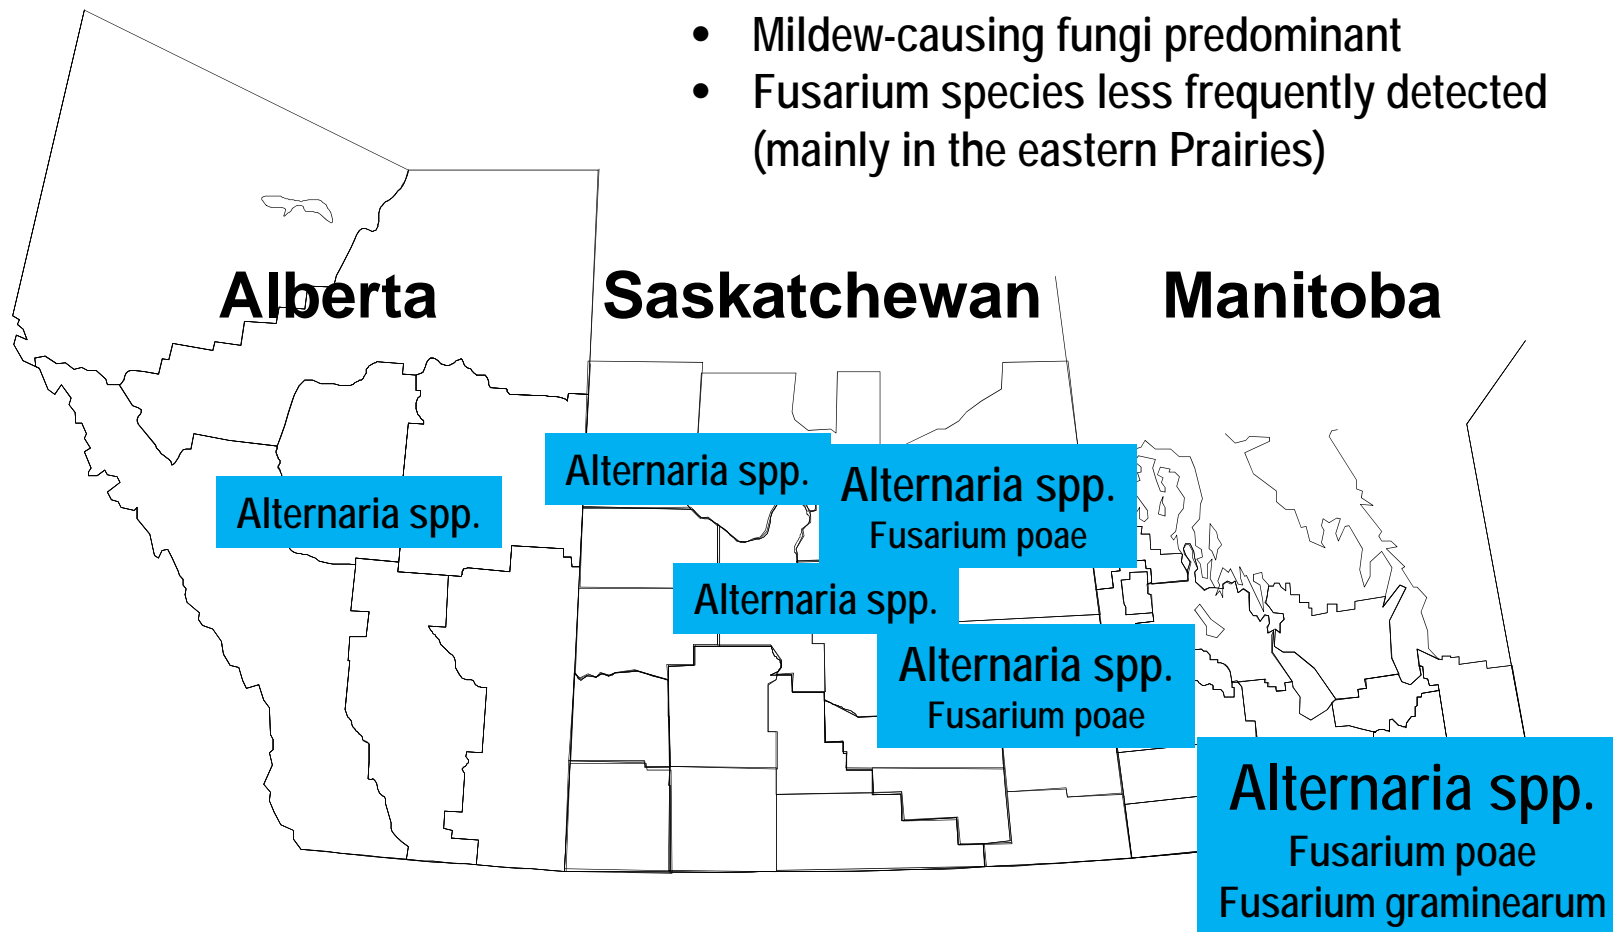 • Mildew-causing fungi predominant
• Fusarium species less frequently detected
(mainly in the eastern Prairies)
Alberta
Saskatchewan
Manitoba
Alternaria spp.
Alternaria spp.
Alternaria spp.
Fusarium poae
Alternaria spp.
Alternaria spp.
Fusarium poae
Alternaria spp.
Fusarium poae
Fusarium graminearum